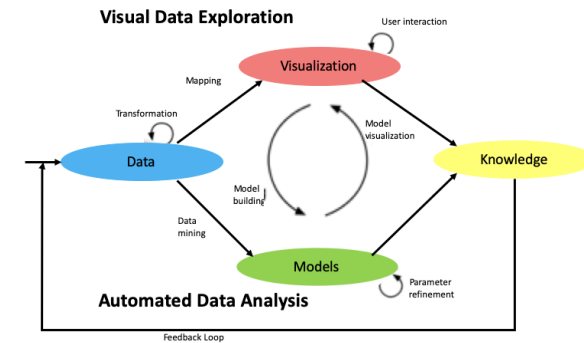 Visual Data Exploration
User interaction
Visualization
Mapping
Transformation
Model
visualization
Data
Knowledge
Model
building
Data
mining
Models
Parameter
refinement
Automated Data Analysis
Feedback Loop